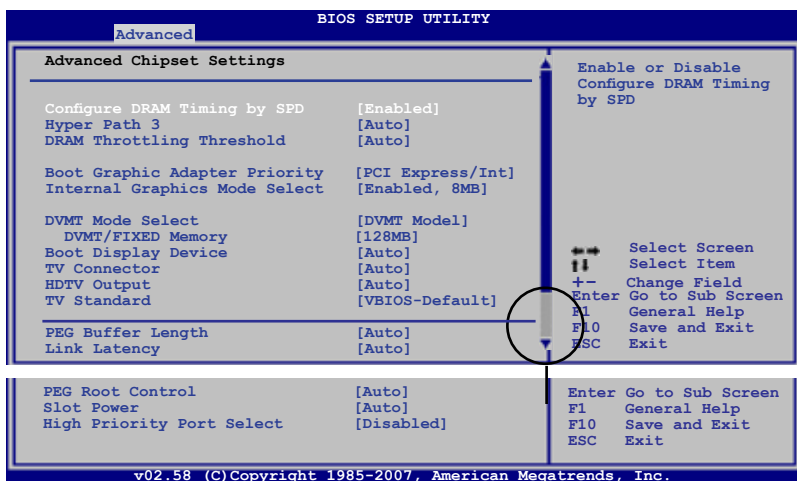 BIOS SETUP UTILITY
Advanced
Advanced Chipset Settings
Configure DRAM Timing by SPD [Enabled]
Hyper Path 3 [Auto]
DRAM Throttling Threshold [Auto]
Boot Graphic Adapter Priority [PCI Express/Int]
Internal Graphics Mode Select [Enabled, 8MB]
DVMT Mode Select [DVMT Model]
DVMT/FIXED Memory [128MB]
Boot Display Device [Auto]
TV Connector [Auto]
HDTV Output [Auto]
TV Standard [VBIOS-Default]
PEG Buffer Length [Auto]
Link Latency [Auto]
Enable or Disable
Configure DRAM Timing
by SPD
Select Screen
Select Item
+- Change Field
Enter Go to Sub Screen
F1 General Help
F10 Save and Exit
ESC Exit
PEG Root Control [Auto]
Slot Power [Auto]
High Priority Port Select [Disabled]
Enter Go to Sub Screen
F1 General Help
F10 Save and Exit
ESC Exit
v02.58 (C)Copyright 1985-2007, American Megatrends, Inc.